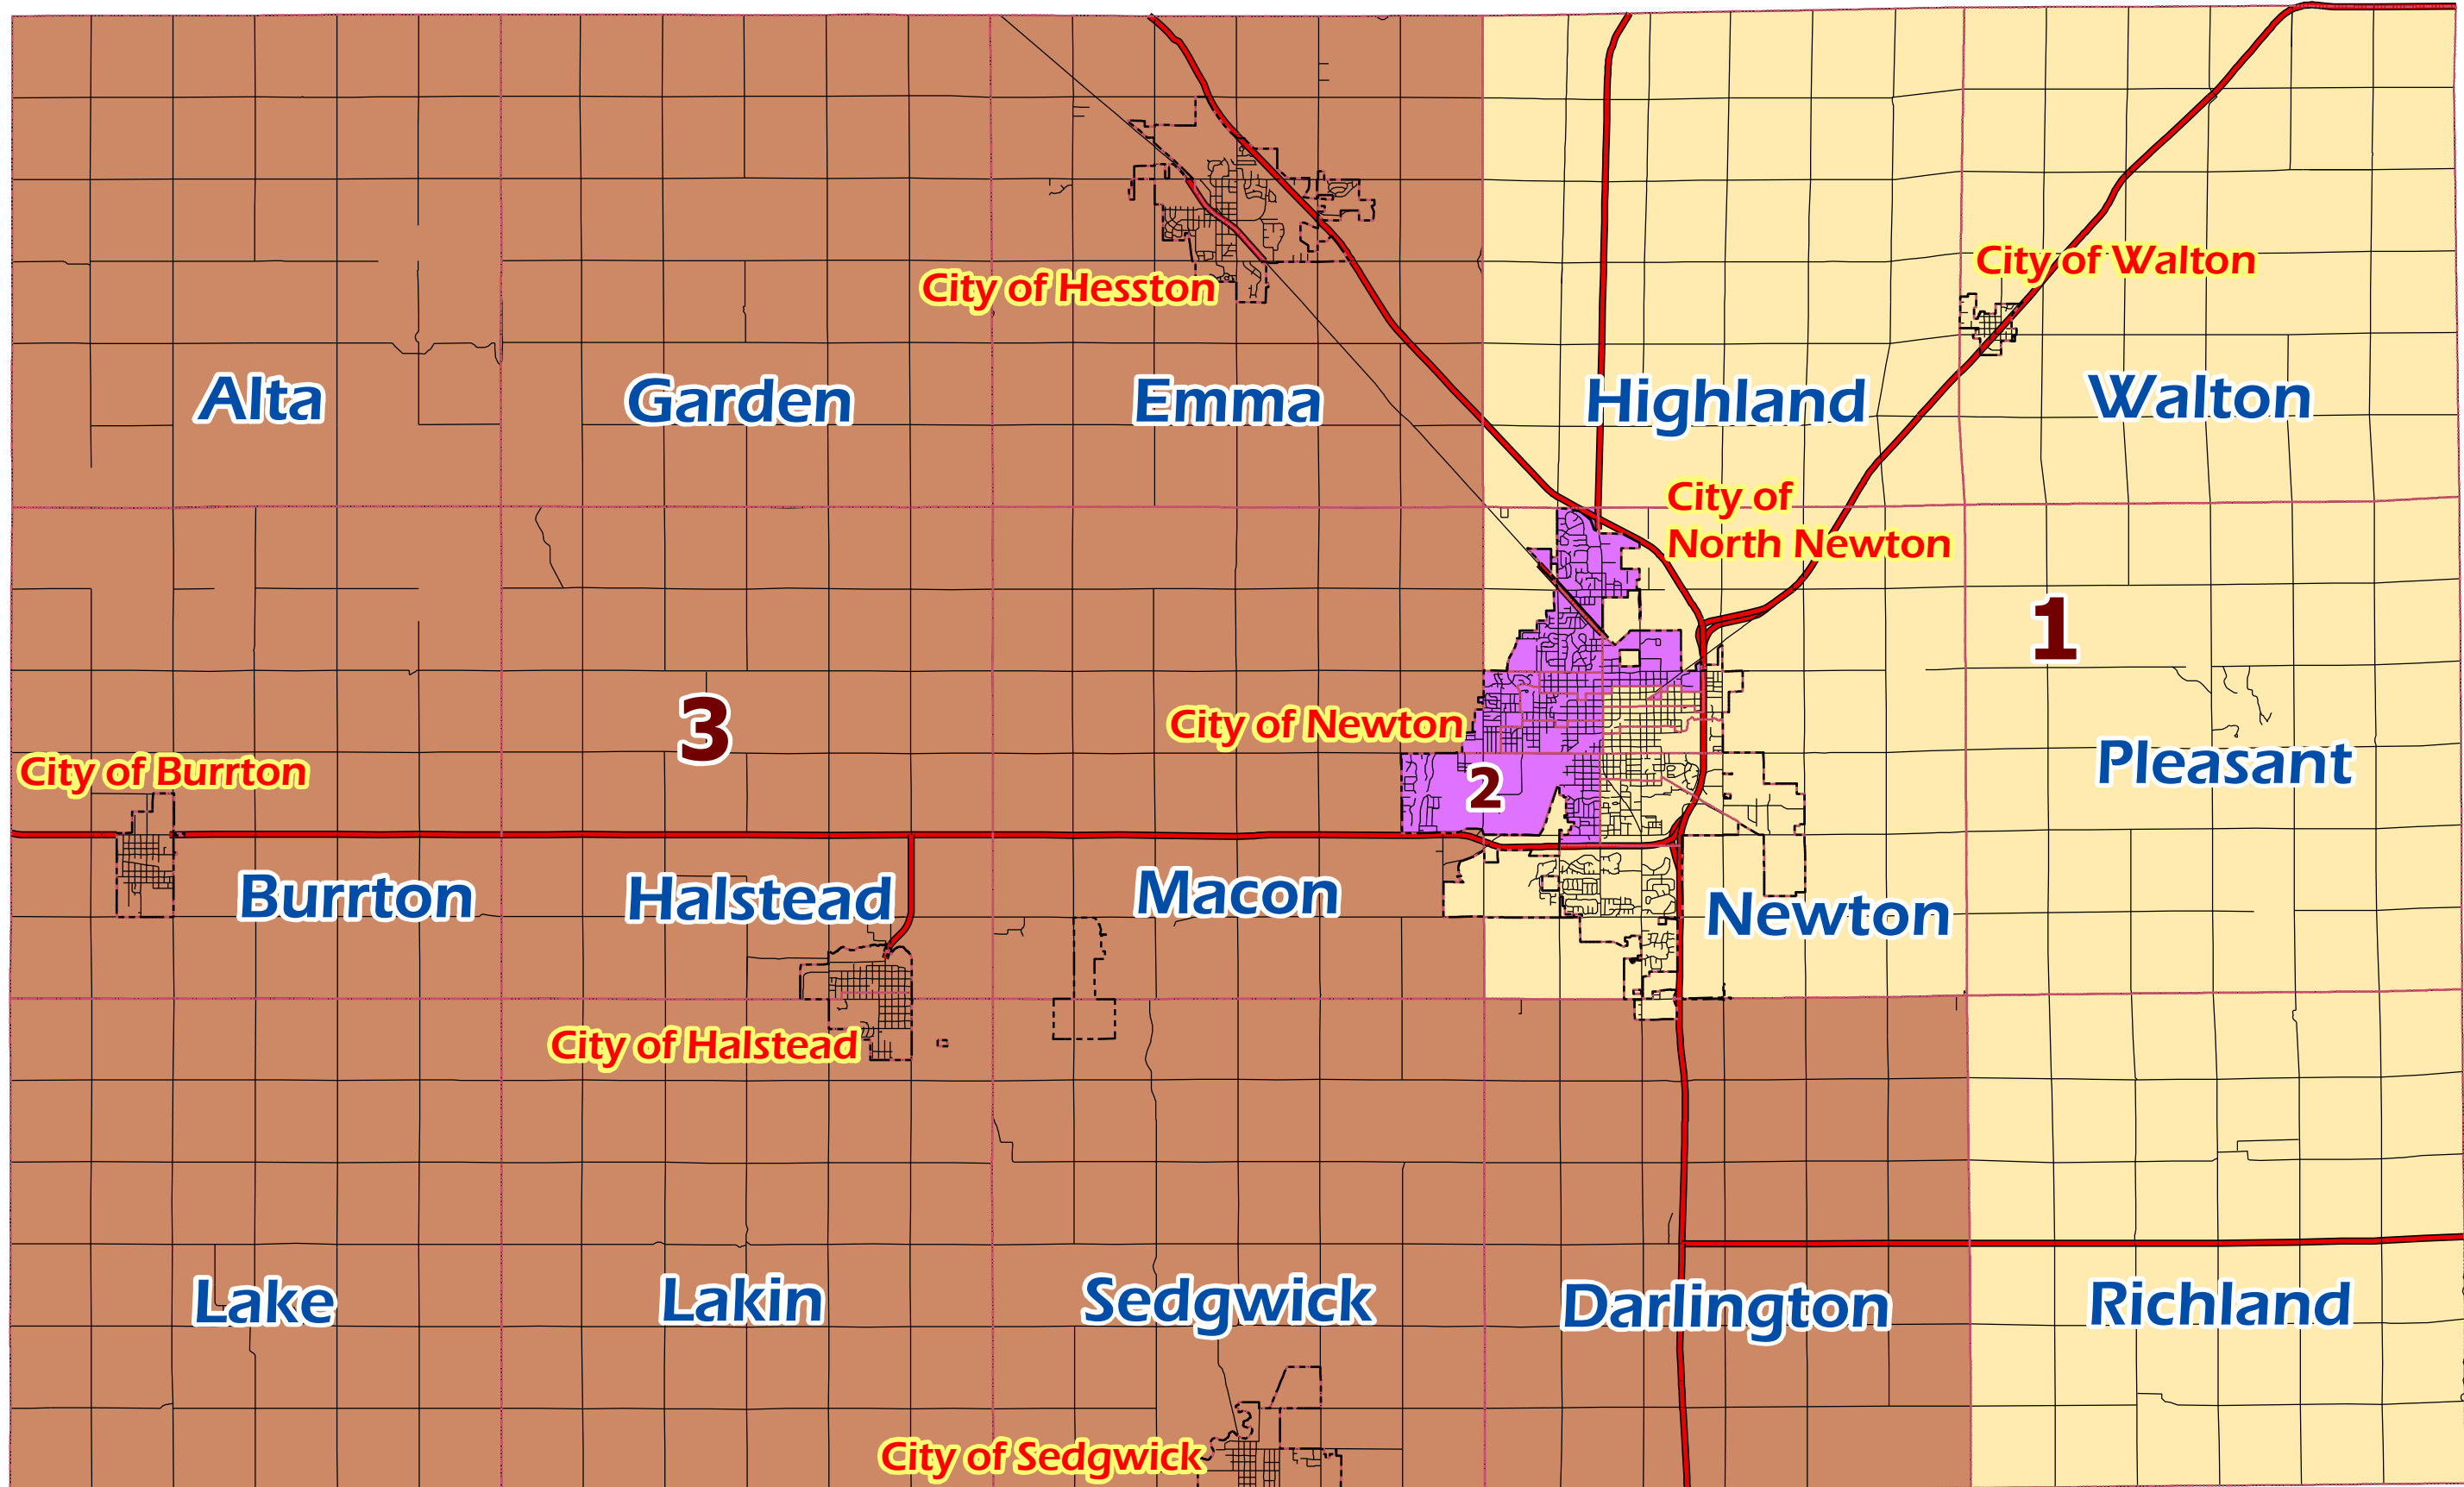 City of Walton
City of Hesston
Alta
Garden
Emma
Highland
Walton
City of
North Newton
1
3
City of Newton
City of Burrton
2
Pleasant
Burrton
Halstead
Macon
Newton
City of Halstead
Lake
Lakin
Sedgwick
Darlington
Richland
City of Sedgwick